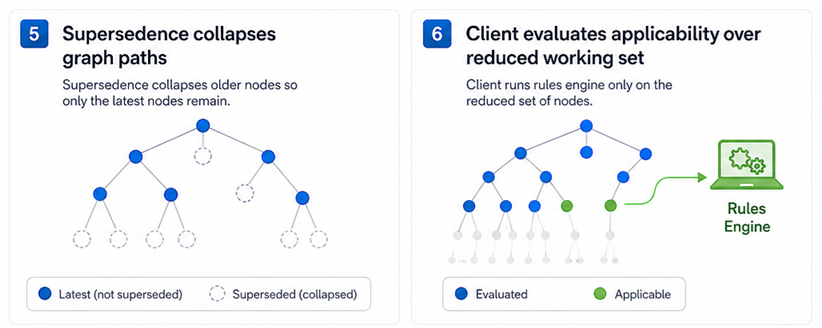 5
Supersedence collapses
graph paths
Supersedence collapses older nodes so
only the latest nodes remain.
Latest (not superseded)
Superseded (collapsed)
6
Client evaluates applicability over
reduced working set
Client runs rules engine only on the
reduced set of nodes.
Rules
Engine
Evaluated
Applicable